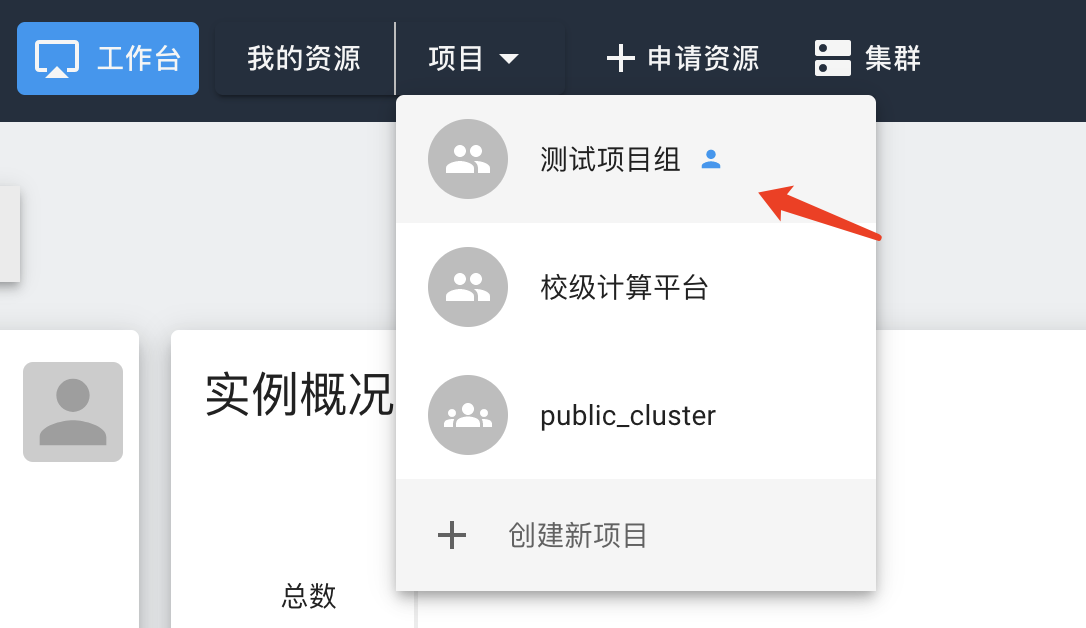 工作台
我的资源
项目
申请资源
集群
测试项目组
校级计算平台
public_cluster
创建新项目
实例概况
总数